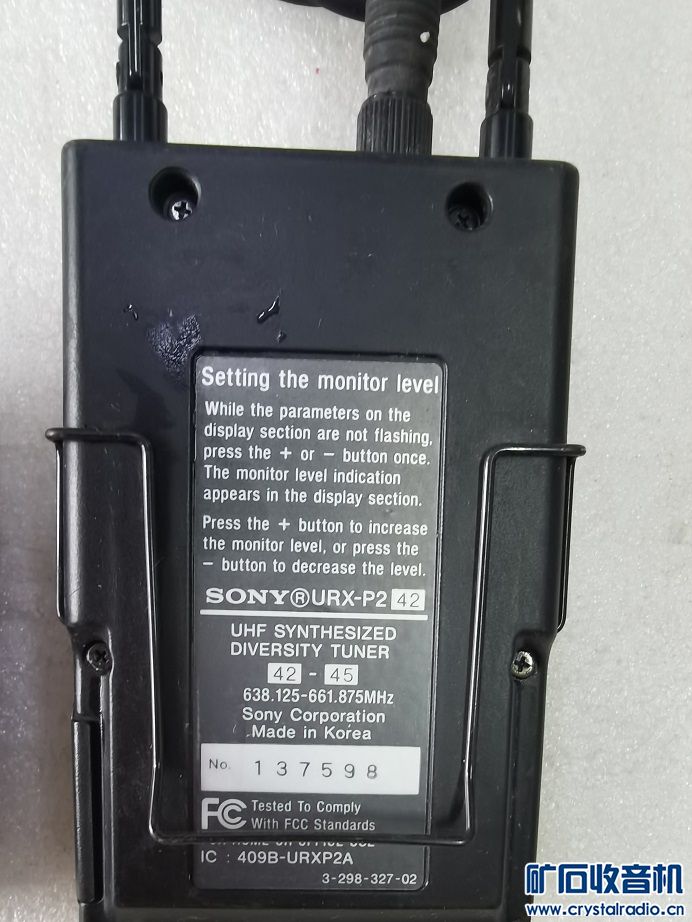 Setting the monitor level
While the parameters on the
display section are not flashing,
press the + or − button once.
The monitor level indication
appears in the display section.
Press the + button to increase
the monitor level, or press the
− button to decrease the level.
SONY®URX-P2 42
UHF SYNTHESIZED
DIVERSITY TUNER
42 - 45
638.125-661.875MHz
Sony Corporation
Made in Korea
No. 137598
FC Tested To Comply
With FCC Standards
IC : 409B-URXP2A
3-298-327-02
矿石收音机
www.crystalradio.cn